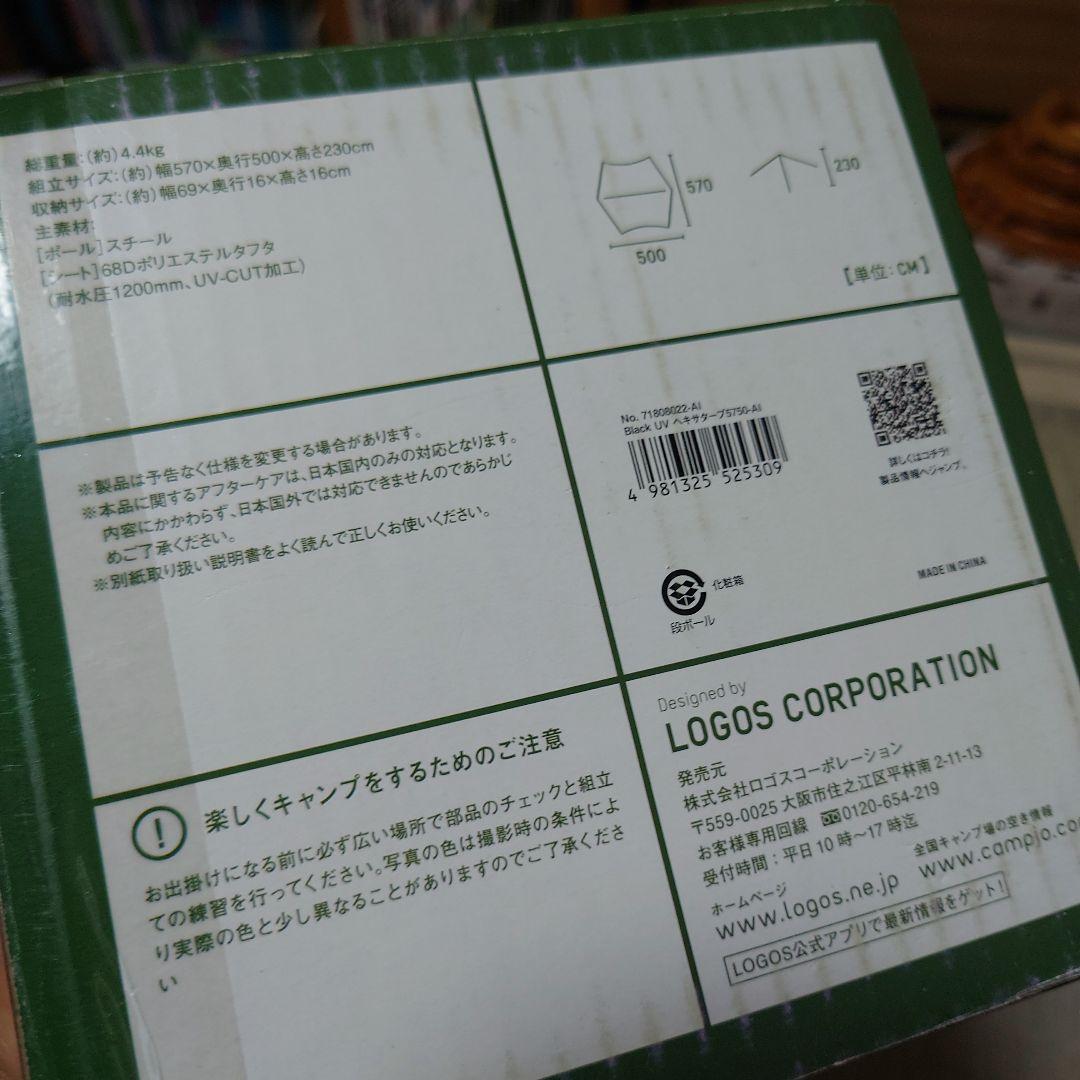 総重量:(約)4.4kg
組立サイズ:(約)幅570×奥行500×高さ230cm
収納サイズ:(約)幅69×奥行16×高さ16cm
主素材:
[ポール]スチール
[シート]68Dポリエステルタフタ
(耐水圧1200mm、UV-CUT加工)
570
500
230
【単位:CM】
※製品は予告なく仕様を変更する場合があります。
※本品に関するアフターケアは、日本国内のみの対応となります。
内容にかかわらず、日本国外では対応できませんのであらかじ
めご了承ください。
※別紙取り扱い説明書をよく読んで正しくお使いください。
No. 71808022-AI
Black UV ヘキサタープ5750-AI
4 981325 525309
詳しくはコチラ!
製品情報へジャンプ。
化粧箱
段ボール
MADE IN CHINA
楽しくキャンプをするためのご注意
お出掛けになる前に必ず広い場所で部品のチェックと組立
ての練習を行ってください。写真の色は撮影時の条件によ
り実際の色と少し異なることがありますのでご了承くださ
い
Designed by
LOGOS CORPORATION
発売元
株式会社ロゴスコーポレーション
〒559-0025 大阪市住之江区平林南2-11-13
お客様専用回線 0120-654-219
受付時間:平日10時〜17時迄
ホームページ
www.logos.ne.jp
全国キャンプ場の空き情報
www.campjo.co
LOGOS公式アプリで最新情報をゲット!